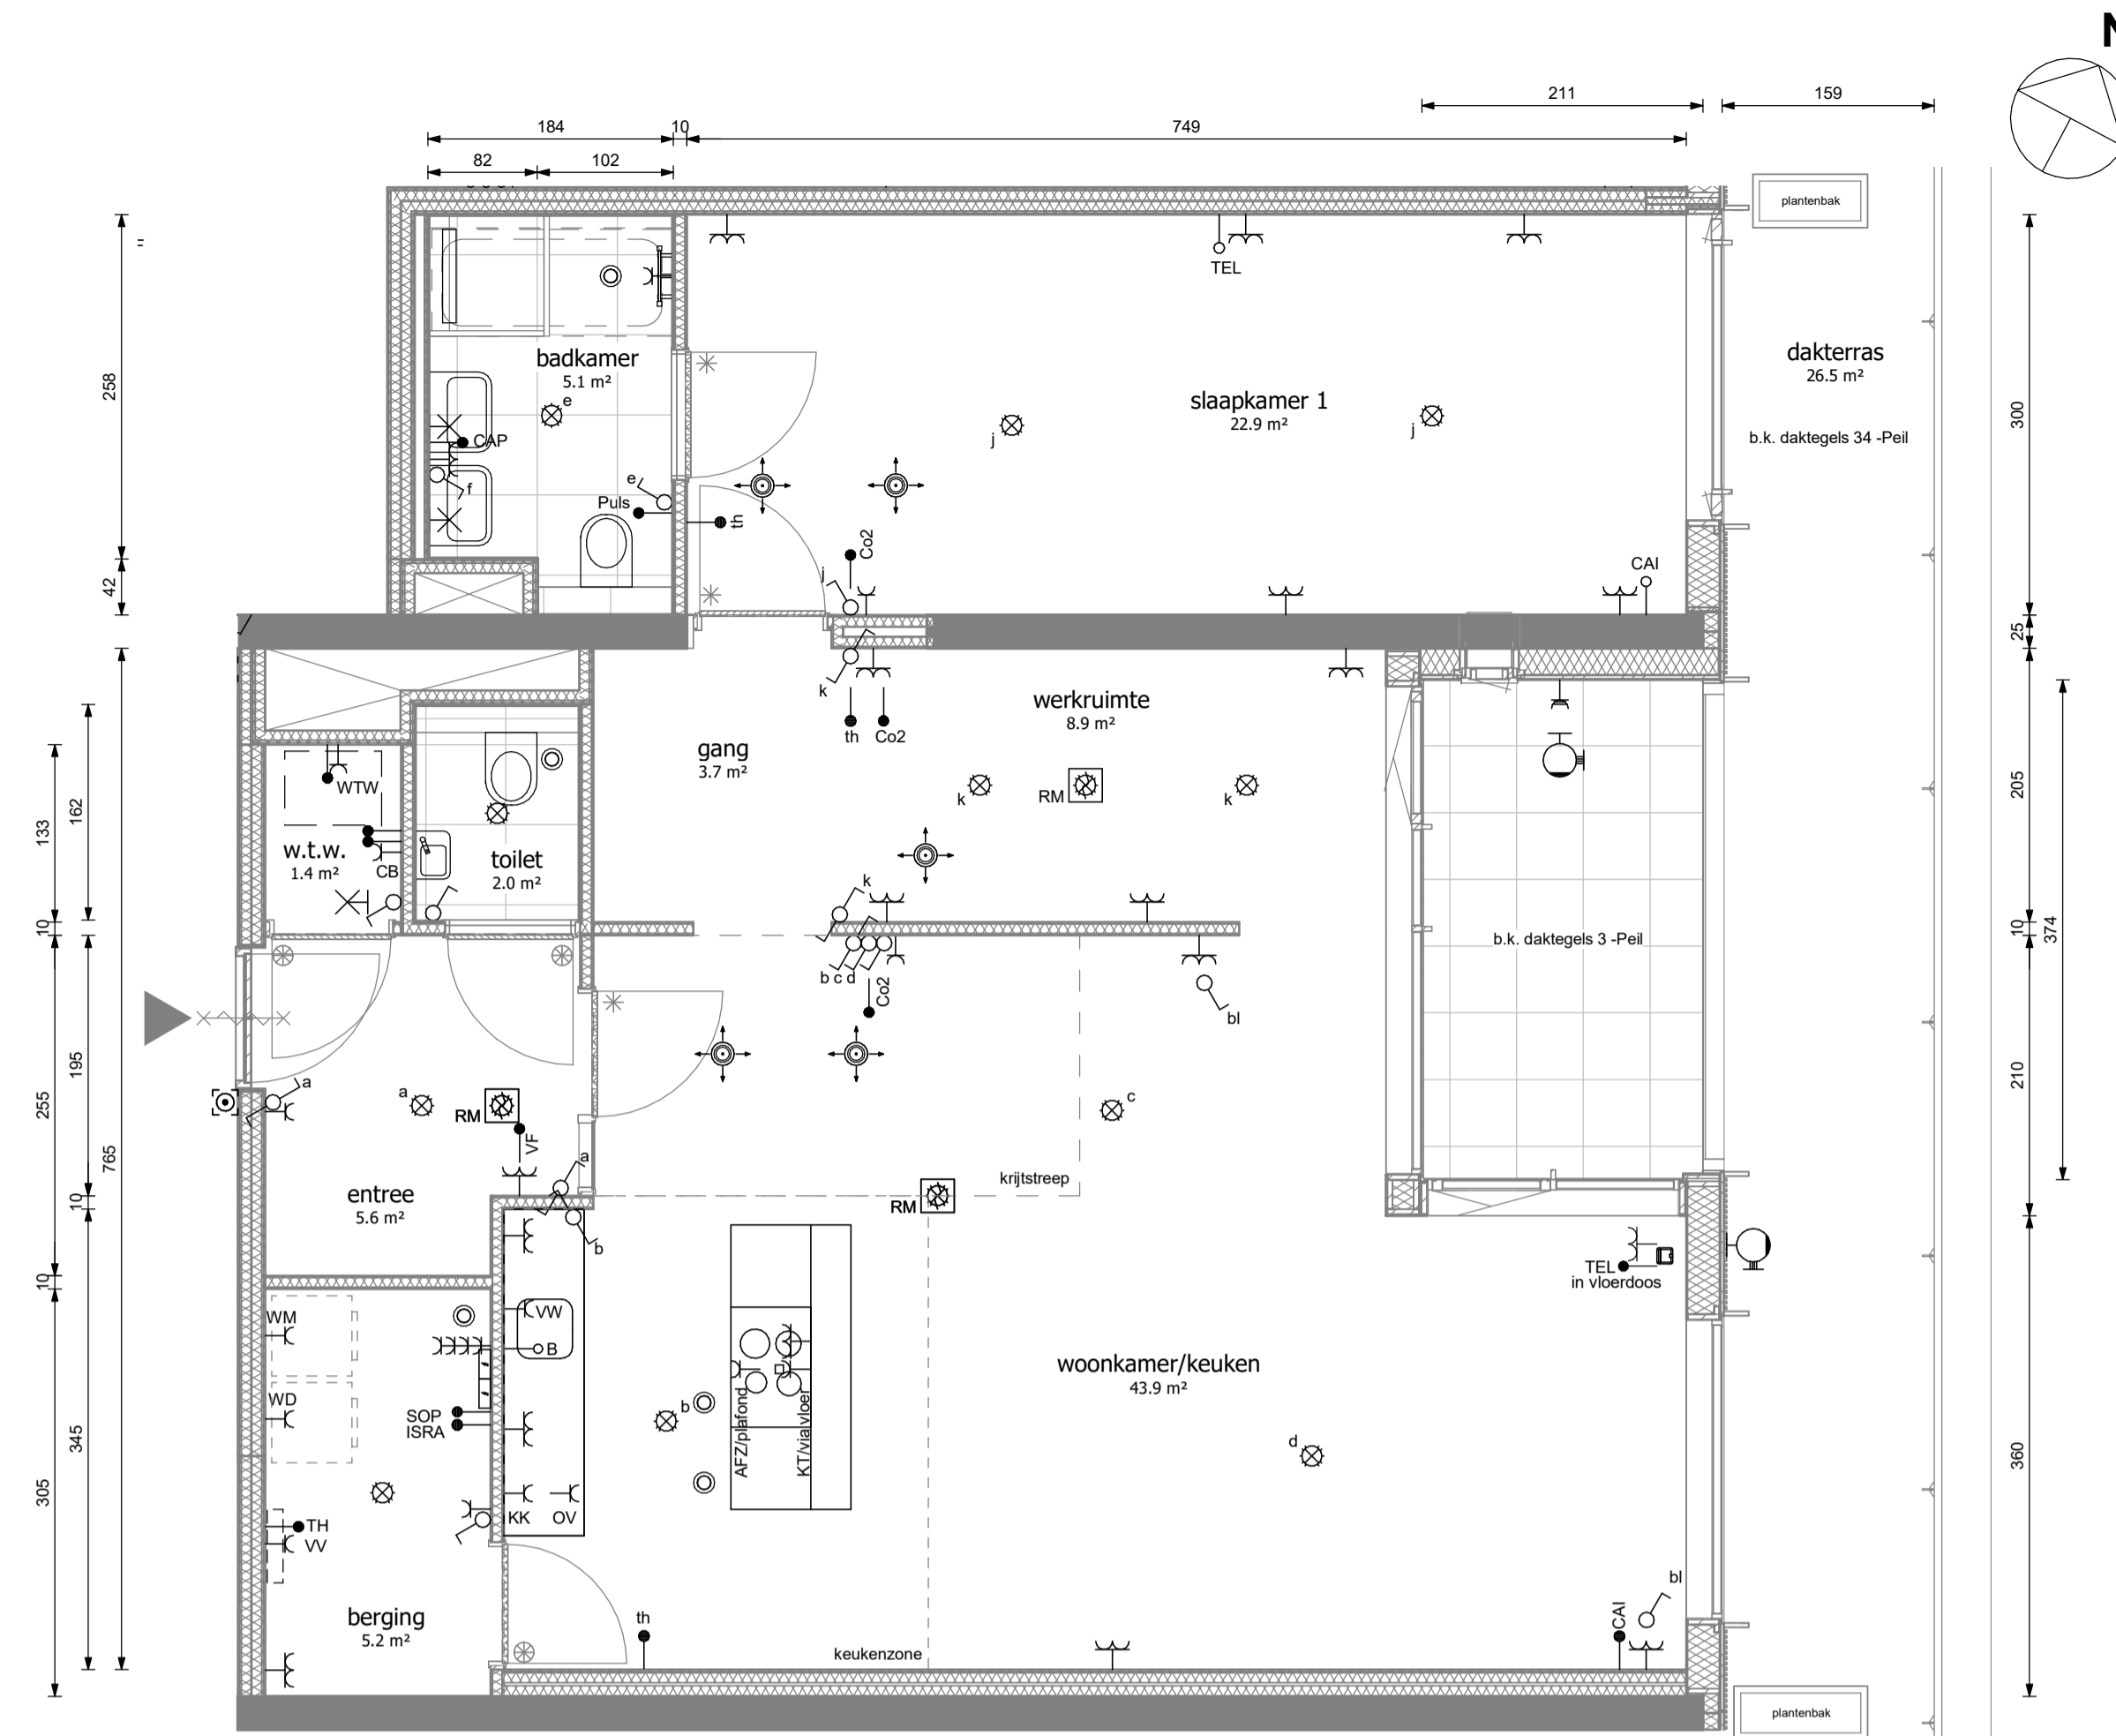 N
211
159
184
10
749
82
102
plantenbak
TEL
badkamer
5.1 m²
e
dakterras
26.5 m²
258
slaapkamer 1
22.9 m²
300
j
j
b.k. daktegels 34 -Peil
CAP
f
e
Puls
th
Co2
CAI
42
j
25
k
werkruimte
8.9 m²
th
Co2
gang
3.7 m²
WTW
k
RM
k
205
162
133
w.t.w.
1.4 m²
CB
toilet
2.0 m²
k
10
10
374
b.k. daktegels 3 -Peil
b c d
Co2
bl
195
255
765
a
a
RM
VF
c
210
a
krijtstreep
entree
5.6 m²
10
RM
b
TEL
in vloerdoos
10
WM
VW
B
woonkamer/keuken
43.9 m²
WD
SOP
ISRA
b
AFZ/plafond
KT/via vloer
d
345
305
360
KK
OV
TH
VV
bl
berging
5.2 m²
th
CAI
keukenzone
plantenbak